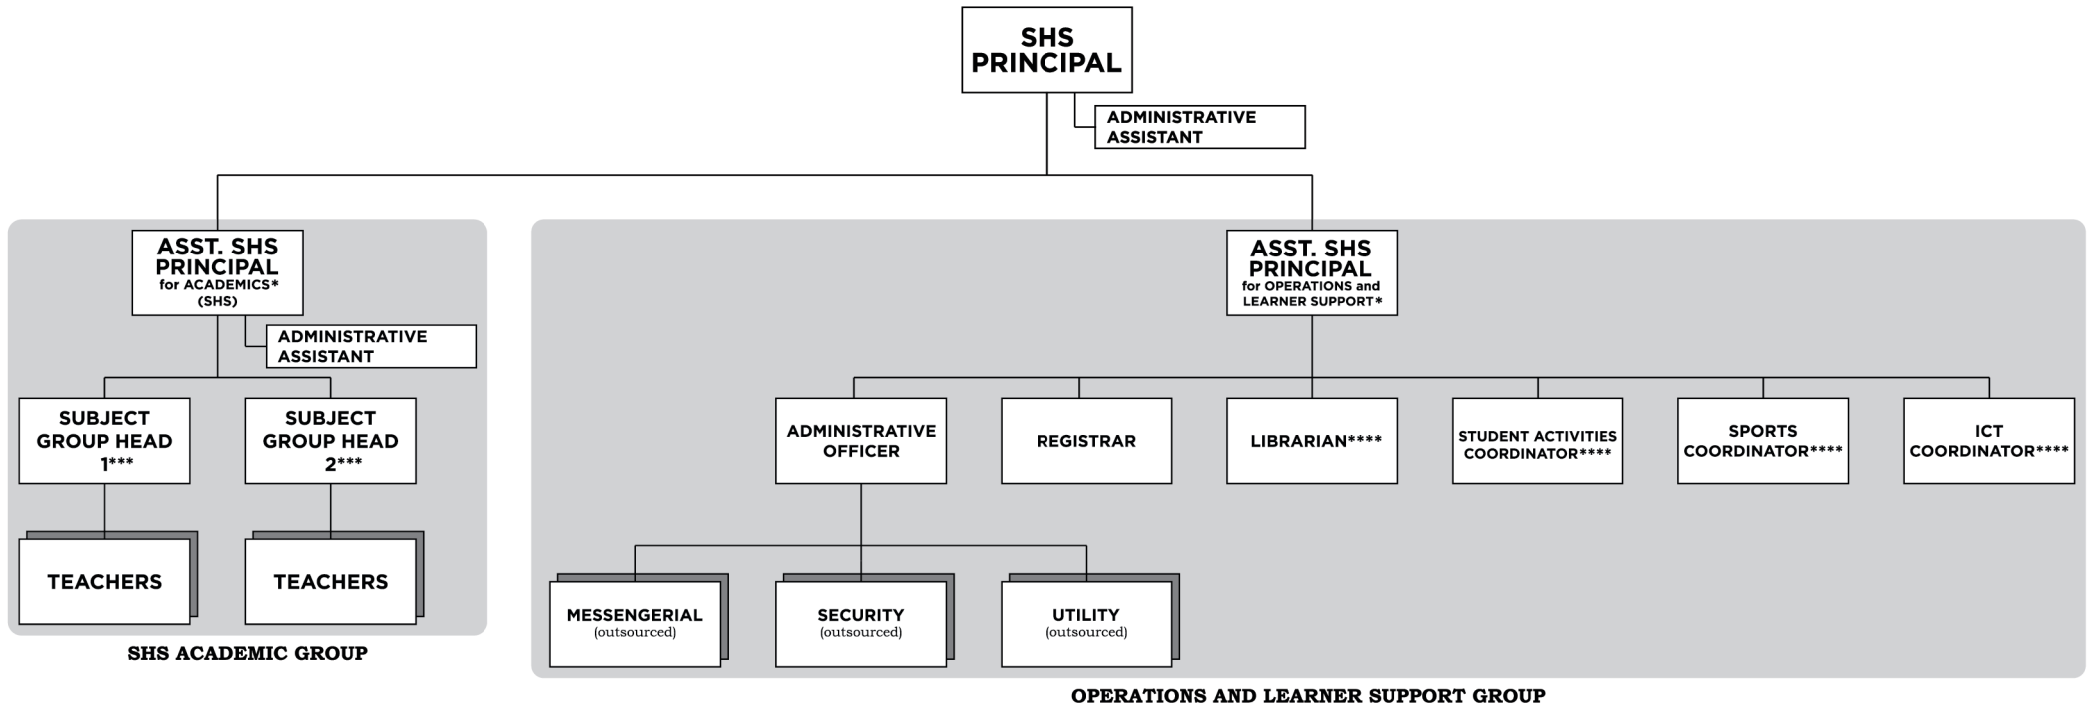 SHS
PRINCIPAL
ADMINISTRATIVE
ASSISTANT
ASST. SHS
PRINCIPAL
for ACADEMICS*
(SHS)
ADMINISTRATIVE
ASSISTANT
SUBJECT
GROUP HEAD
1***
SUBJECT
GROUP HEAD
2***
TEACHERS
TEACHERS
SHS ACADEMIC GROUP
ASST. SHS
PRINCIPAL
for OPERATIONS and
LEARNER SUPPORT*
ADMINISTRATIVE
OFFICER
REGISTRAR
LIBRARIAN****
STUDENT ACTIVITIES
COORDINATOR****
SPORTS
COORDINATOR****
ICT
COORDINATOR****
MESSENGERIAL
(outsourced)
SECURITY
(outsourced)
UTILITY
(outsourced)
OPERATIONS AND LEARNER SUPPORT GROUP